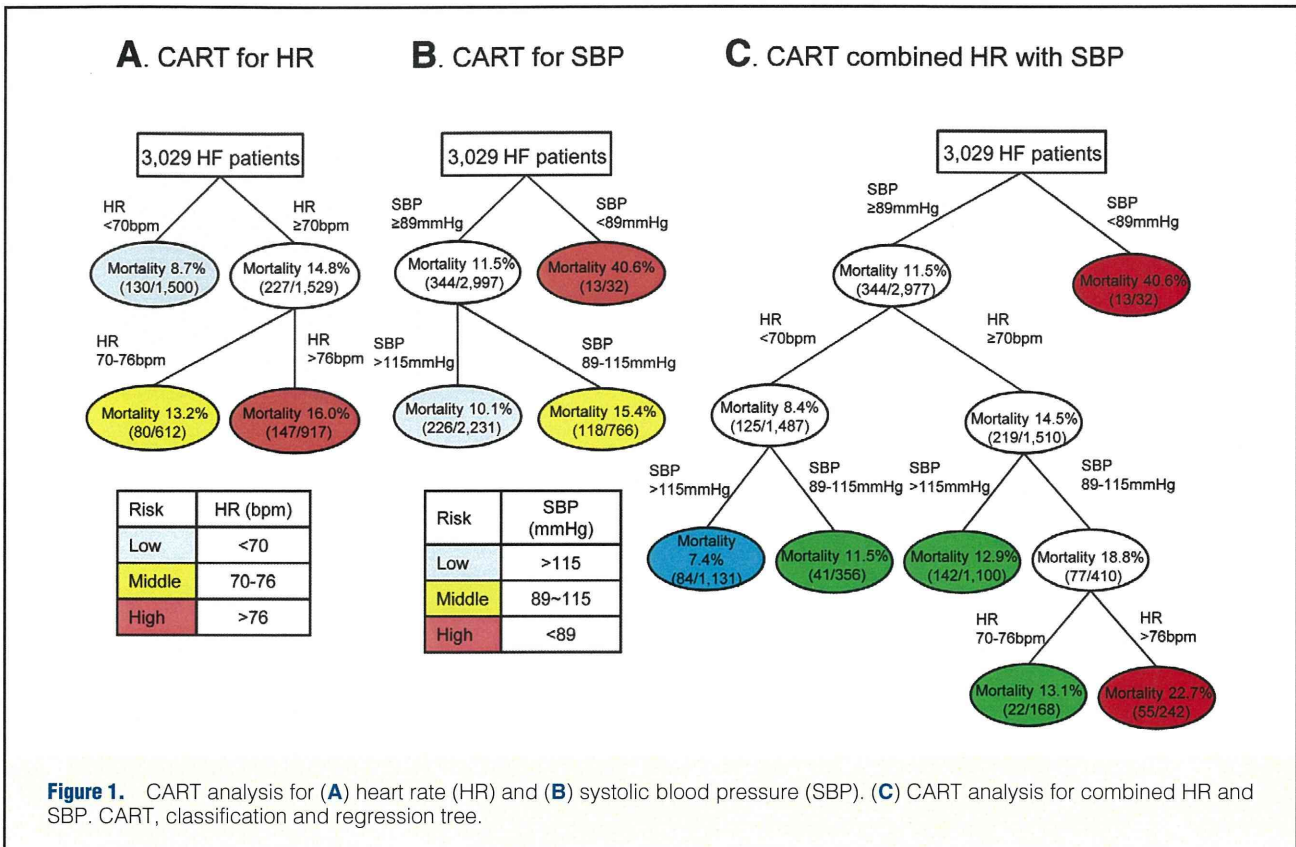 A. CART for HR
3,029 HF patients
HR
<70bpm
HR
≥70bpm
Mortality 8.7%
(130/1,500)
Mortality 14.8%
(227/1,529)
HR
70-76bpm
HR
>76bpm
Mortality 13.2%
(80/612)
Mortality 16.0%
(147/917)
Risk HR (bpm)
Low <70
Middle 70-76
High >76
B. CART for SBP
3,029 HF patients
SBP
≥89mmHg
SBP
<89mmHg
Mortality 11.5%
(344/2,997)
Mortality 40.6%
(13/32)
SBP
>115mmHg
SBP
89-115mmHg
Mortality 10.1%
(226/2,231)
Mortality 15.4%
(118/766)
Risk SBP
(mmHg)
Low >115
Middle 89~115
High <89
C. CART combined HR with SBP
3,029 HF patients
SBP
≥89mmHg
SBP
<89mmHg
Mortality 11.5%
(344/2,977)
Mortality 40.6%
(13/32)
HR
<70bpm
HR
≥70bpm
Mortality 8.4%
(125/1,487)
Mortality 14.5%
(219/1,510)
SBP
>115mmHg
SBP
89-115mmHg
SBP
>115mmHg
SBP
89-115mmHg
Mortality
7.4%
(84/1,131)
Mortality 11.5%
(41/356)
Mortality 12.9%
(142/1,100)
Mortality 18.8%
(77/410)
HR
70-76bpm
HR
>76bpm
Mortality 13.1%
(22/168)
Mortality 22.7%
(55/242)
Figure 1. CART analysis for (A) heart rate (HR) and (B) systolic blood pressure (SBP). (C) CART analysis for combined HR and
SBP. CART, classification and regression tree.